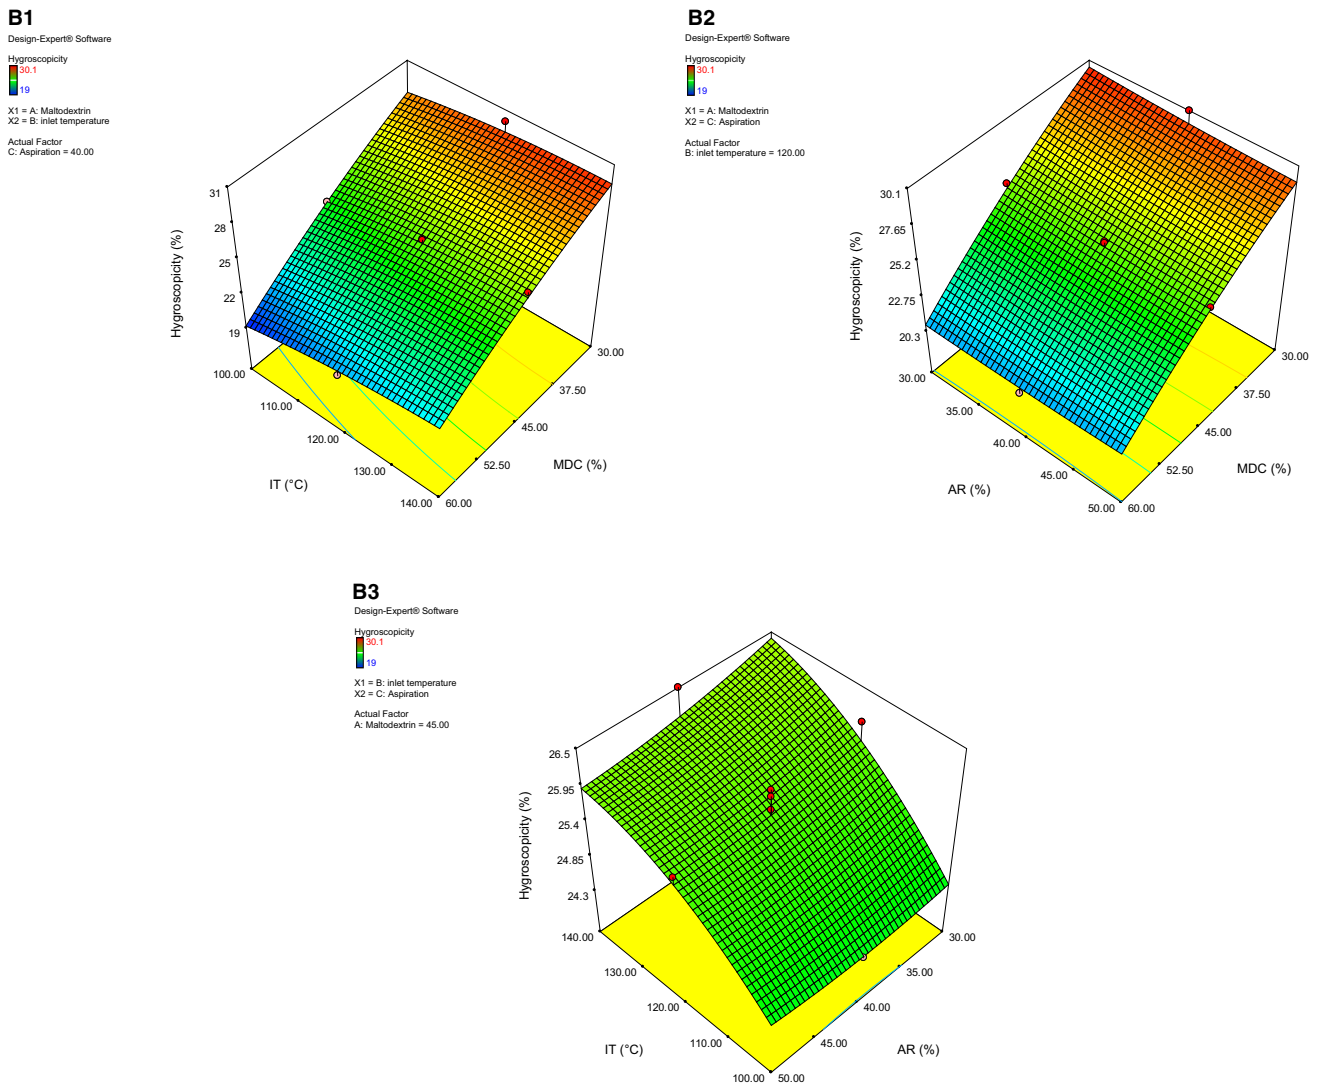 B1
Design-Expert® Software
Hygroscopicity
30.1
19
X1 = A: Maltodextrin
X2 = B: inlet temperature
Actual Factor
C: Aspiration = 40.00
31
28
25
22
19
Hygroscopicity (%)
100.00
110.00
120.00
130.00
140.00
IT (°C)
60.00
52.50
45.00
37.50
30.00
MDC (%)
B2
Design-Expert® Software
Hygroscopicity
30.1
19
X1 = A: Maltodextrin
X2 = C: Aspiration
Actual Factor
B: inlet temperature = 120.00
30.1
27.65
25.2
22.75
20.3
Hygroscopicity (%)
30.00
35.00
40.00
45.00
50.00
AR (%)
60.00
52.50
45.00
37.50
30.00
MDC (%)
B3
Design-Expert® Software
Hygroscopicity
30.1
19
X1 = B: inlet temperature
X2 = C: Aspiration
Actual Factor
A: Maltodextrin = 45.00
26.5
25.95
25.4
24.85
24.3
Hygroscopicity (%)
140.00
130.00
120.00
110.00
100.00
IT (°C)
50.00
45.00
40.00
35.00
30.00
AR (%)